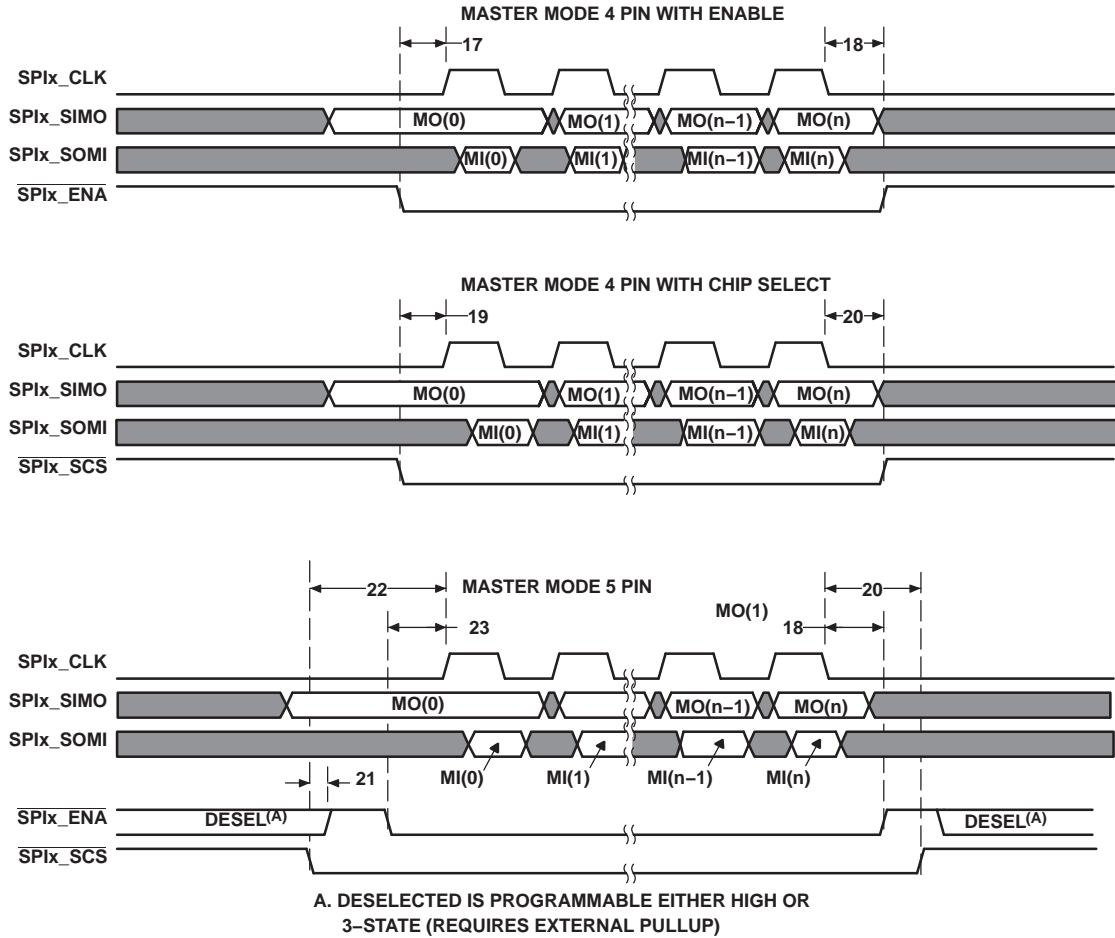 MASTER MODE 4 PIN WITH ENABLE
17
18
SPIx_CLK
SPIx_SIMO
MO(0)
MO(1)
MO(n−1)
MO(n)
SPIx_SOMI
MI(0)
MI(1)
MI(n−1)
MI(n)
SPIx_ENA
MASTER MODE 4 PIN WITH CHIP SELECT
19
20
SPIx_CLK
SPIx_SIMO
MO(0)
MO(1)
MO(n−1)
MO(n)
SPIx_SOMI
MI(0)
MI(1)
MI(n−1)
MI(n)
SPIx_SCS
22
MASTER MODE 5 PIN
20
MO(1)
23
18
SPIx_CLK
SPIx_SIMO
MO(0)
MO(n−1)
MO(n)
SPIx_SOMI
MI(0)
MI(1)
MI(n−1)
MI(n)
21
SPIx_ENA
DESEL(A)
DESEL(A)
SPIx_SCS
A. DESELECTED IS PROGRAMMABLE EITHER HIGH OR
3−STATE (REQUIRES EXTERNAL PULLUP)